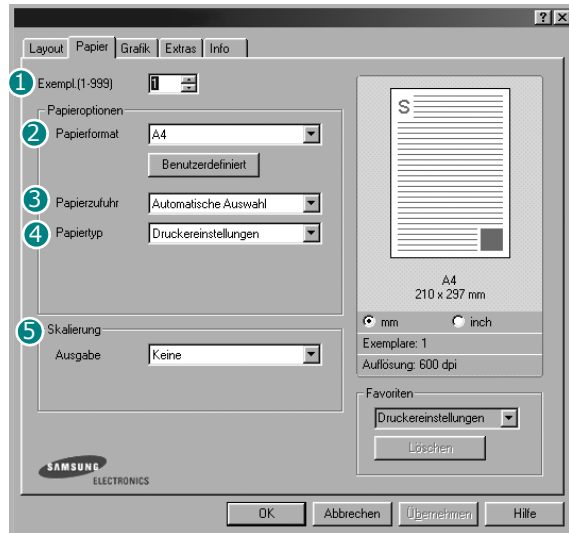 Layout Papier Grafik Extras Info
1 Exempl.(1-999) 1
Papieroptionen
2 Papierformat A4
Benutzerdefiniert
3 Papierzufuhr Automatische Auswahl
4 Papiertyp Druckereinstellungen
5 Skalierung
Ausgabe Keine
S
A4
210 x 297 mm
mm inch
Exemplare: 1
Auflösung: 600 dpi
Favoriten
Druckereinstellungen
Löschen
SAMSUNG
ELECTRONICS
OK Abbrechen Übernehmen Hilfe